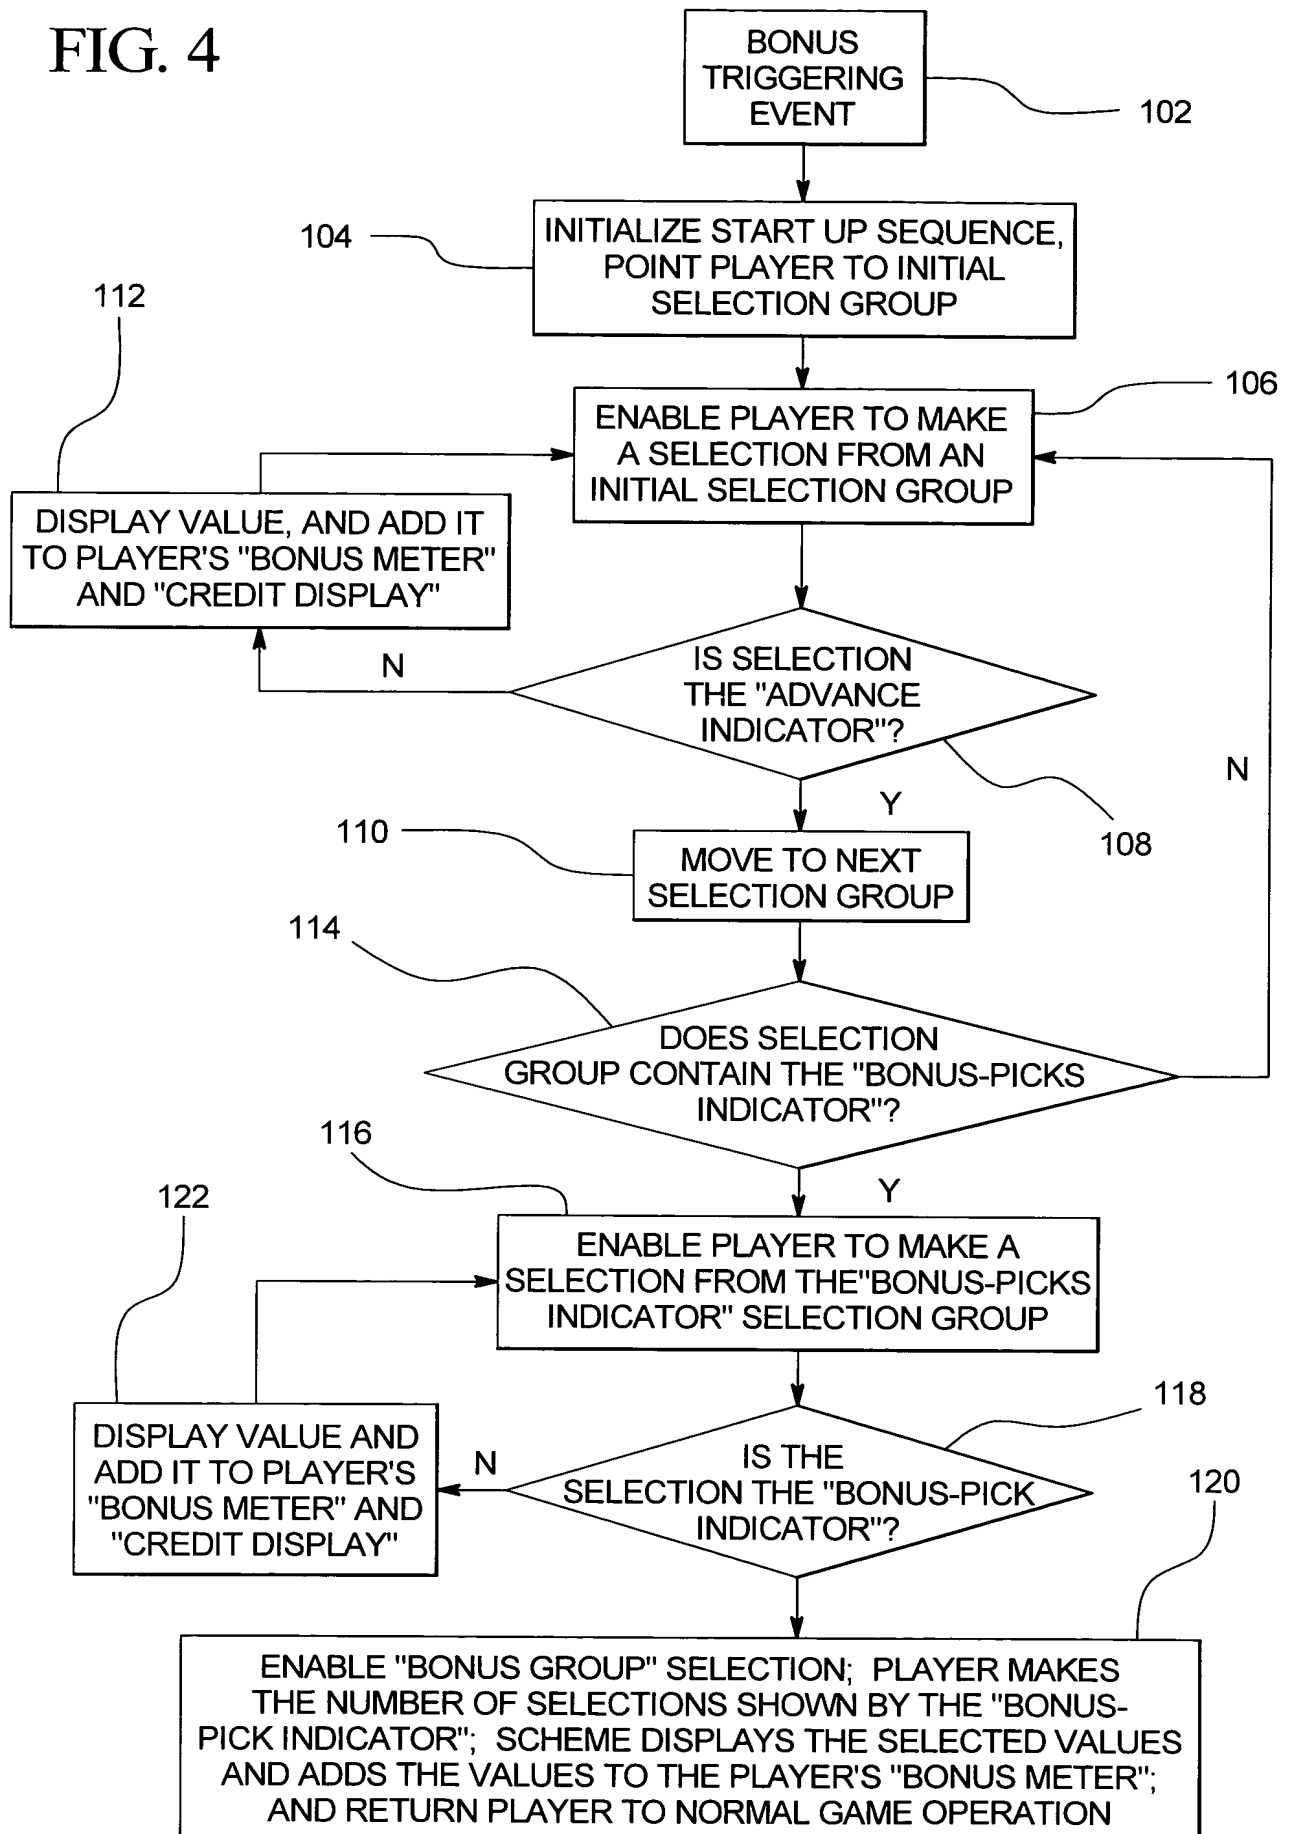 FIG. 4
BONUS
TRIGGERING
EVENT
102
104
INITIALIZE START UP SEQUENCE,
POINT PLAYER TO INITIAL
SELECTION GROUP
112
106
ENABLE PLAYER TO MAKE
A SELECTION FROM AN
INITIAL SELECTION GROUP
DISPLAY VALUE, AND ADD IT
TO PLAYER'S "BONUS METER"
AND "CREDIT DISPLAY"
N
IS SELECTION
THE "ADVANCE
INDICATOR"?
N
Y
108
110
MOVE TO NEXT
SELECTION GROUP
114
DOES SELECTION
GROUP CONTAIN THE "BONUS-PICKS
INDICATOR"?
116
Y
122
ENABLE PLAYER TO MAKE A
SELECTION FROM THE"BONUS-PICKS
INDICATOR" SELECTION GROUP
118
DISPLAY VALUE AND
ADD IT TO PLAYER'S
"BONUS METER" AND
"CREDIT DISPLAY"
N
IS THE
SELECTION THE "BONUS-PICK
INDICATOR"?
120
ENABLE "BONUS GROUP" SELECTION; PLAYER MAKES
THE NUMBER OF SELECTIONS SHOWN BY THE "BONUS-
PICK INDICATOR"; SCHEME DISPLAYS THE SELECTED VALUES
AND ADDS THE VALUES TO THE PLAYER'S "BONUS METER";
AND RETURN PLAYER TO NORMAL GAME OPERATION